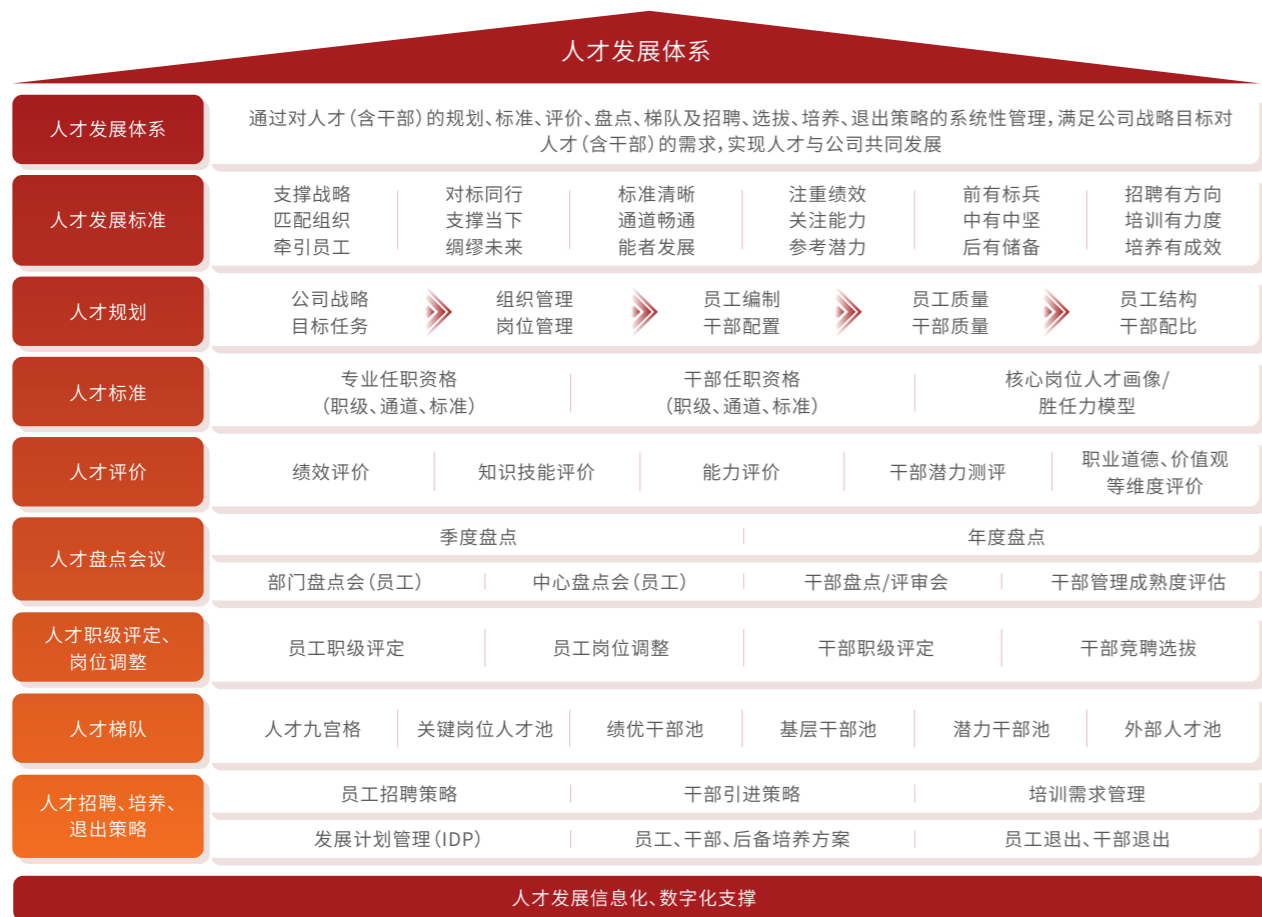 人才发展体系
人才发展体系
通过对人才(含干部)的规划、标准、评价、盘点、梯队及招聘、选拔、培养、退出策略的系统性管理,满足公司战略目标对
人才(含干部)的需求,实现人才与公司共同发展
人才发展标准
支撑战略 对标同行 标准清晰 注重绩效 前有标兵 招聘有方向
匹配组织 支撑当下 通道畅通 关注能力 中有中坚 培训有力度
牵引员工 绸缪未来 能者发展 参考潜力 后有储备 培养有成效
人才规划
公司战略 组织管理 员工编制 员工质量 员工结构
目标任务 岗位管理 干部配置 干部质量 干部配比
人才标准
专业任职资格 干部任职资格 核心岗位人才画像/
(职级、通道、标准) (职级、通道、标准) 胜任力模型
人才评价
绩效评价 知识技能评价 能力评价 干部潜力测评 职业道德、价值观
等维度评价
人才盘点会议
季度盘点 年度盘点
部门盘点会(员工) 中心盘点会(员工) 干部盘点/评审会 干部管理成熟度评估
人才职级评定、
岗位调整
员工职级评定 员工岗位调整 干部职级评定 干部竞聘选拔
人才梯队
人才九宫格 关键岗位人才池 绩优干部池 基层干部池 潜力干部池 外部人才池
人才招聘、培养、
退出策略
员工招聘策略 干部引进策略 培训需求管理
发展计划管理(IDP) 员工、干部、后备培养方案 员工退出、干部退出
人才发展信息化、数字化支撑